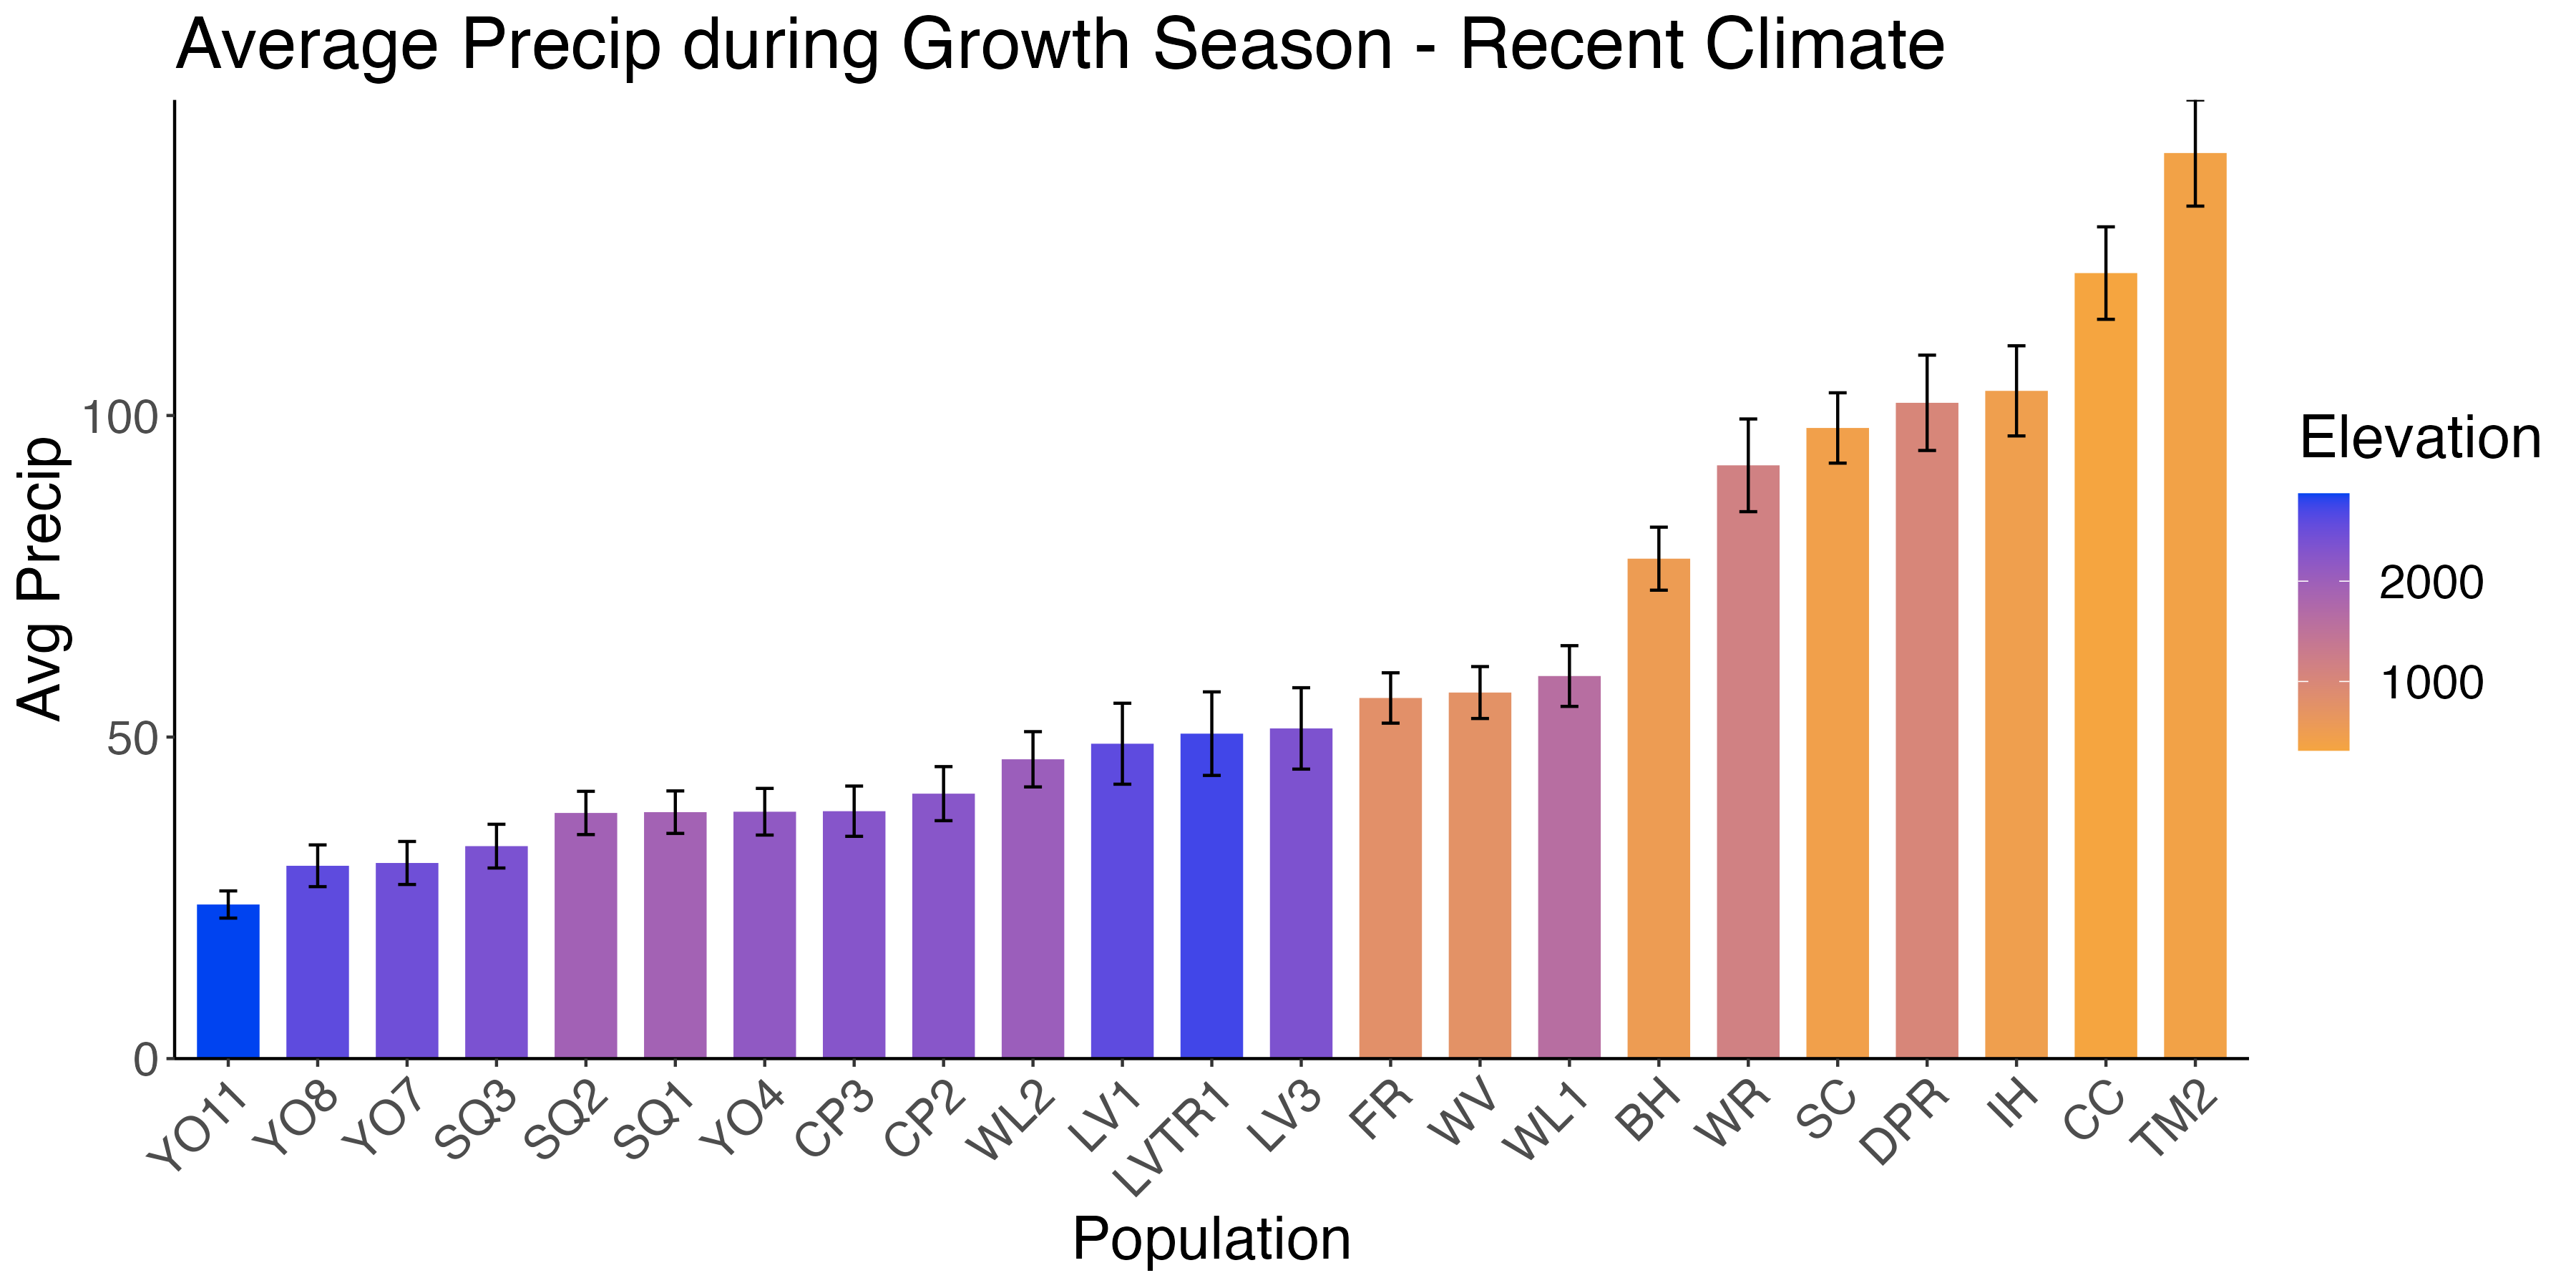 Average Precip during Growth Season - Recent Climate
Avg Precip
100
50
0
YO11
YO8
YO7
SQ3
SQ2
SQ1
YO4
CP3
CP2
WL2
LV1
LVTR1
LV3
FR
WV
WL1
BH
WR
SC
DPR
IH
CC
TM2
Population
Elevation
2000
1000